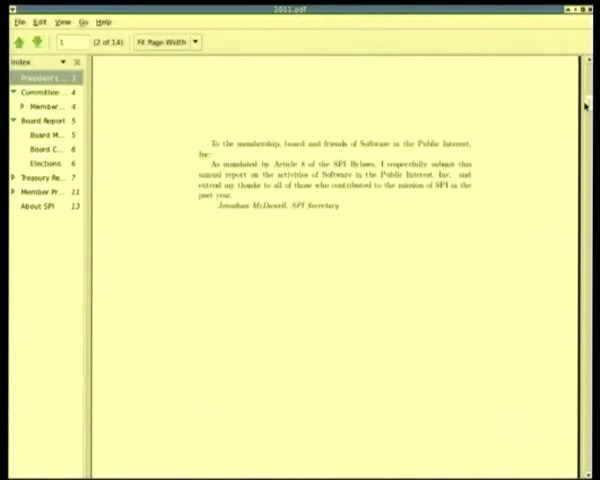 2011.pdf
File Edit View Go Help
1 (2 of 14) Fit Page Width
Index
President's ... 3
Committee ... 4
Member... 4
Board Report 5
Board M... 5
Board C... 6
Elections 6
Treasury Re... 7
Member Pr... 11
About SPI 13
To the membership, board and friends of Software in the Public Interest,
Inc:
As mandated by Article 8 of the SPI Bylaws, I respectfully submit this
annual report on the activities of Software in the Public Interest, Inc. and
extend my thanks to all of those who contributed to the mission of SPI in the
past year.
– Jonathan McDowell, SPI Secretary